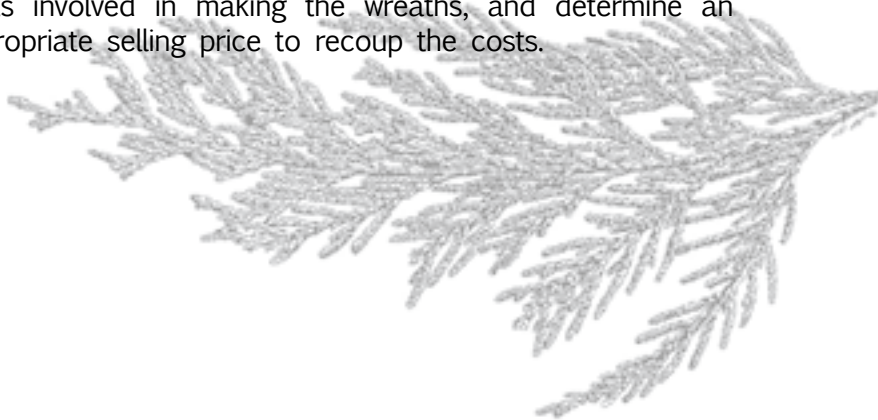 s involved in making the wreaths, and determine an
ropriate selling price to recoup the costs.